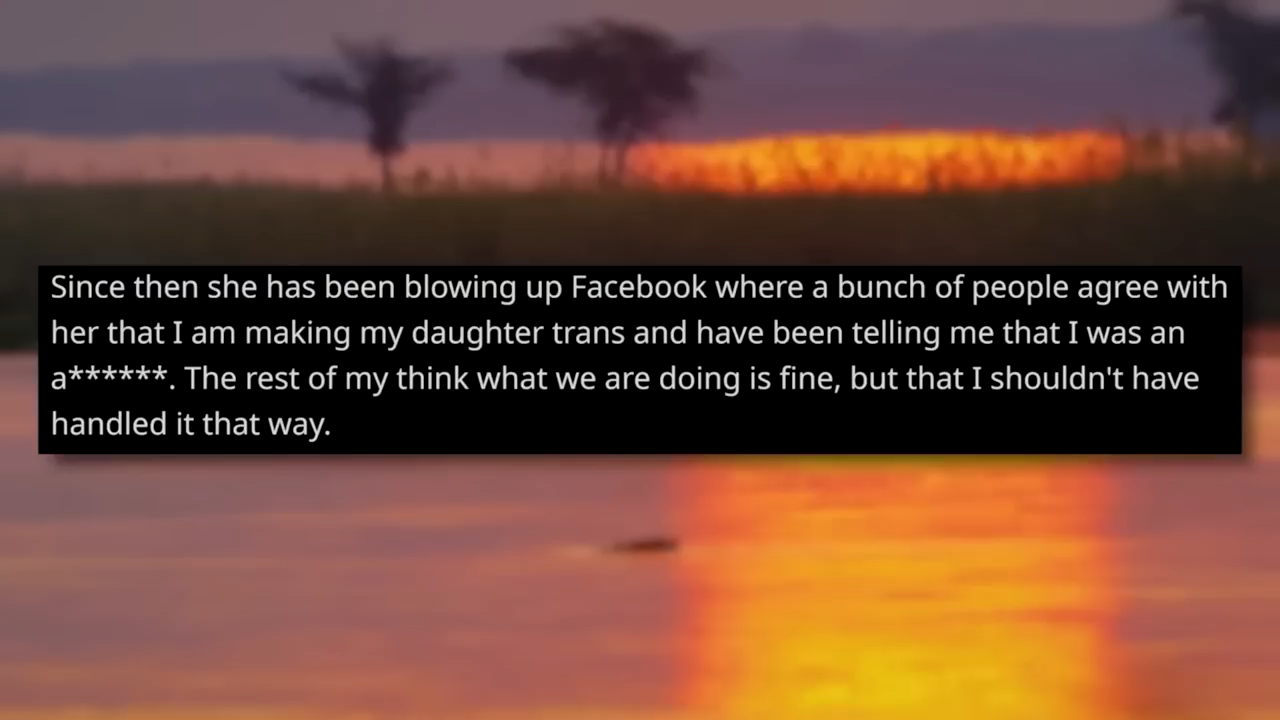 Since then she has been blowing up Facebook where a bunch of people agree with
her that I am making my daughter trans and have been telling me that I was an
a******. The rest of my think what we are doing is fine, but that I shouldn't have
handled it that way.